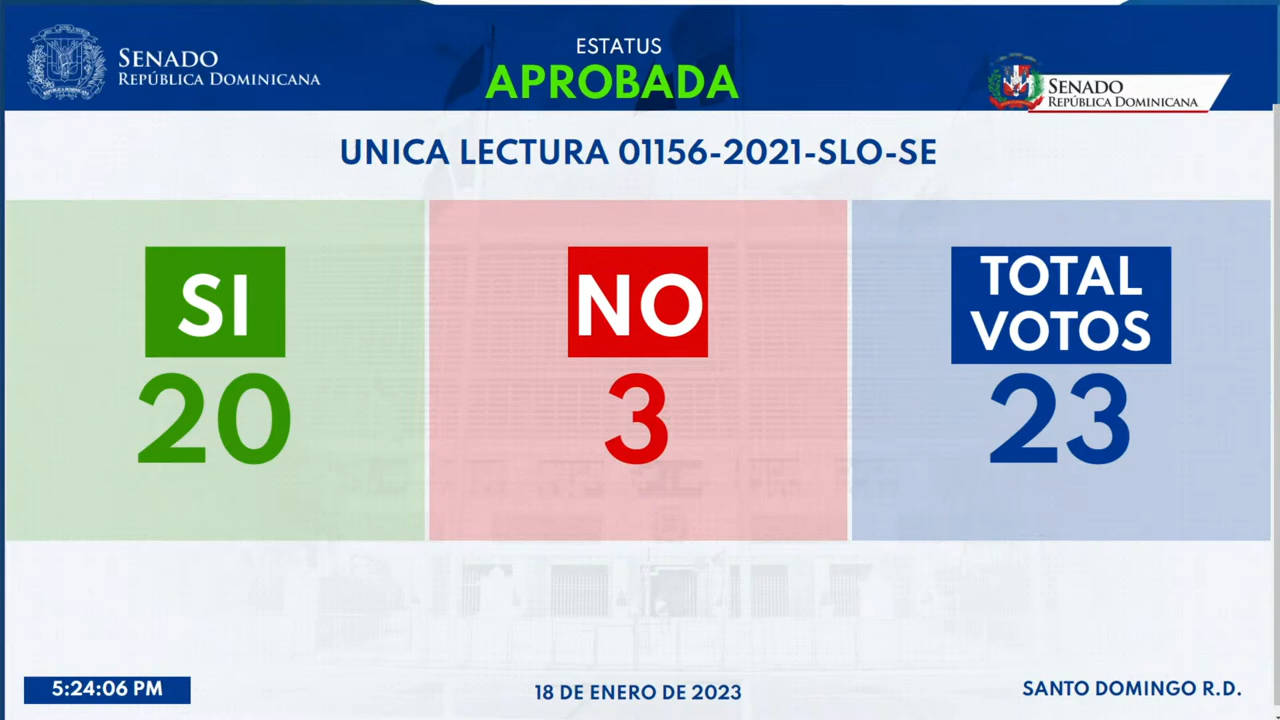 SENADO
REPÚBLICA DOMINICANA
ESTATUS
APROBADA
SENADO
REPÚBLICA DOMINICANA
UNICA LECTURA 01156-2021-SLO-SE
SI
20
NO
3
TOTAL
VOTOS
23
5:24:06 PM
18 DE ENERO DE 2023
SANTO DOMINGO R.D.